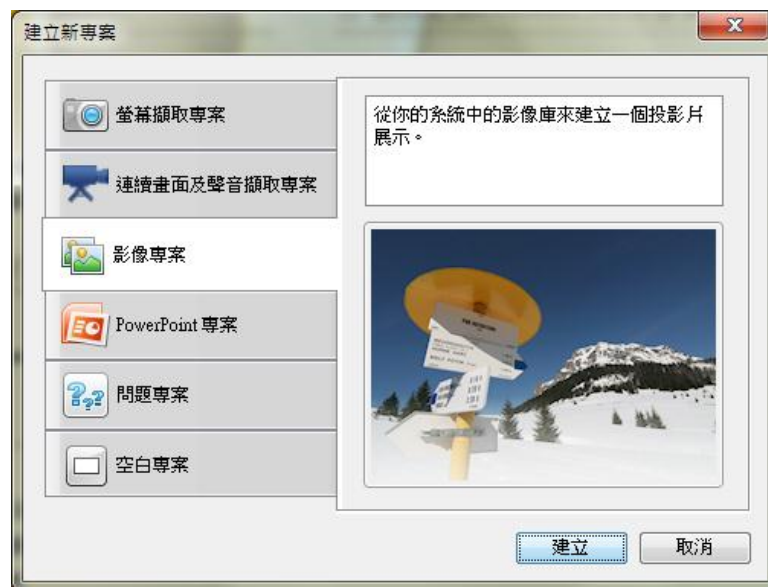 建立新專案
螢幕擷取專案
連續畫面及聲音擷取專案
影像專案
PowerPoint 專案
問題專案
空白專案
從你的系統中的影像庫來建立一個投影片
展示。
建立
取消